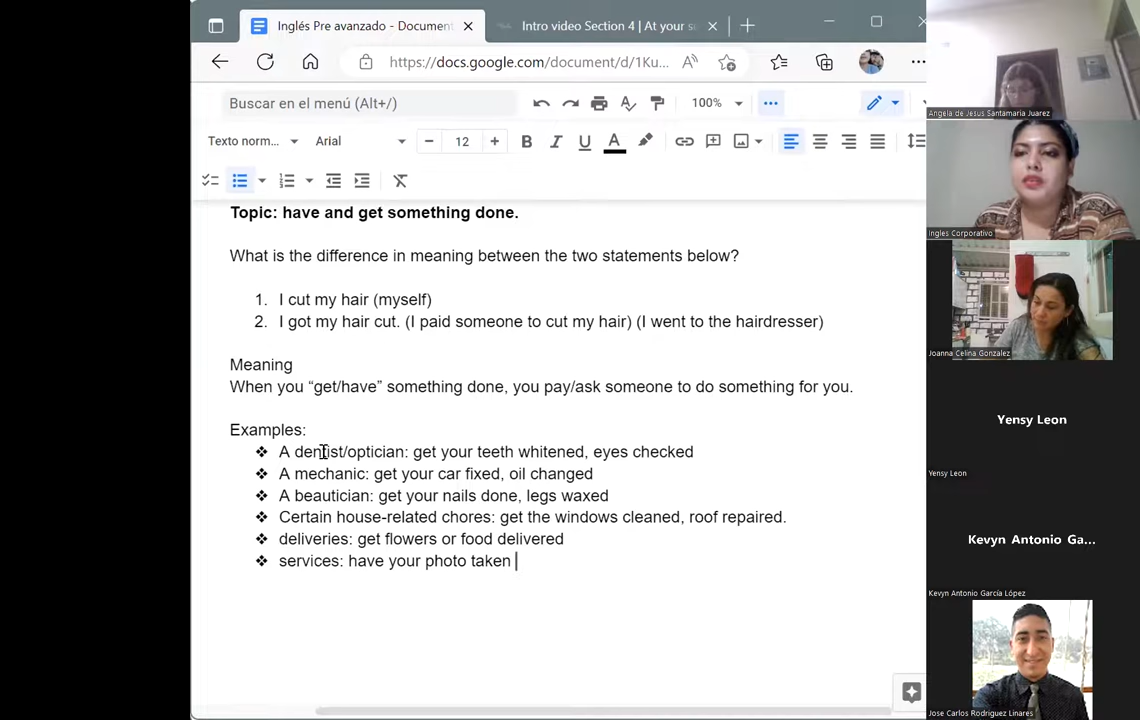 Inglés Pre avanzado - Document
Intro video Section 4 | At your s
https://docs.google.com/document/d/1Ku...
Buscar en el menú (Alt+/)
100%
Texto norm...
Arial
12
Topic: have and get something done.
What is the difference in meaning between the two statements below?
1. I cut my hair (myself)
2. I got my hair cut. (I paid someone to cut my hair) (I went to the hairdresser)
Meaning
When you “get/have” something done, you pay/ask someone to do something for you.
Examples:
❖ A dentist/optician: get your teeth whitened, eyes checked
❖ A mechanic: get your car fixed, oil changed
❖ A beautician: get your nails done, legs waxed
❖ Certain house-related chores: get the windows cleaned, roof repaired.
❖ deliveries: get flowers or food delivered
❖ services: have your photo taken
Angela de Jesus Santamaria Juarez
Ingles Corporativo
Joanna Celina Gonzalez
Yensy Leon
Yensy Leon
Kevyn Antonio Ga...
Kevyn Antonio García López
Jose Carlos Rodriguez Linares